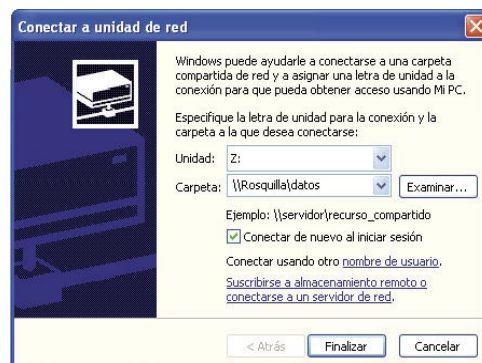 Conectar a unidad de red
Windows puede ayudarle a conectarse a una carpeta
compartida de red y a asignar una letra de unidad a la
conexión para que pueda obtener acceso usando Mi PC.
Especifique la letra de unidad para la conexión y la
carpeta a la que desea conectarse:
Unidad: Z:
Carpeta: \\Rosquilla\datos Examinar...
Ejemplo: \\servidor\recurso_compartido
Conectar de nuevo al iniciar sesión
Conectar usando otro nombre de usuario.
Suscribirse a almacenamiento remoto o
conectarse a un servidor de red.
< Atrás Finalizar Cancelar